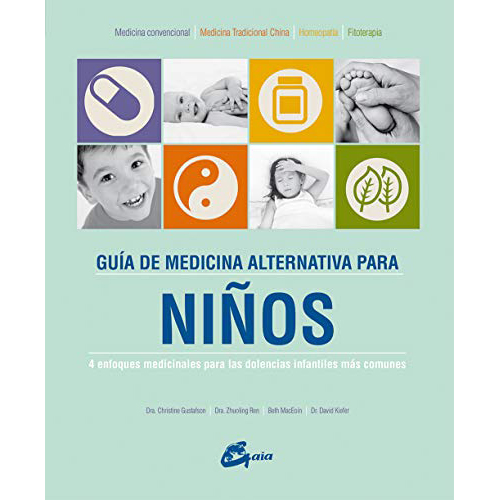 Medicina convencional | Medicina Tradicional China | Homeopatía | Fitoterapia
GUÍA DE MEDICINA ALTERNATIVA PARA
NIÑOS
4 enfoques medicinales para las dolencias infantiles más comunes
Dra. Christine Gustafson | Dra. Zhuoling Ren | Beth MacEoin | Dr. David Kiefer
Gaia